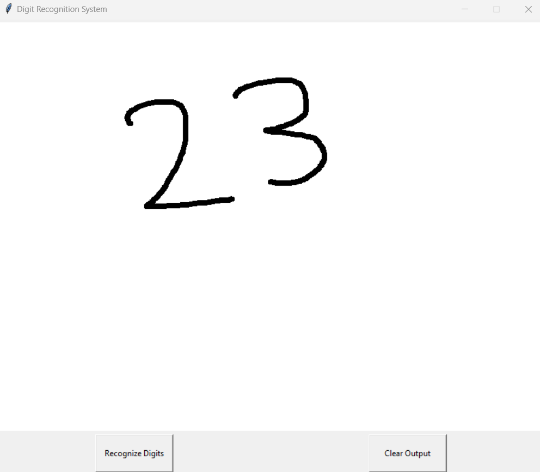 Digit Recognition System
23
Recognize Digits
Clear Output